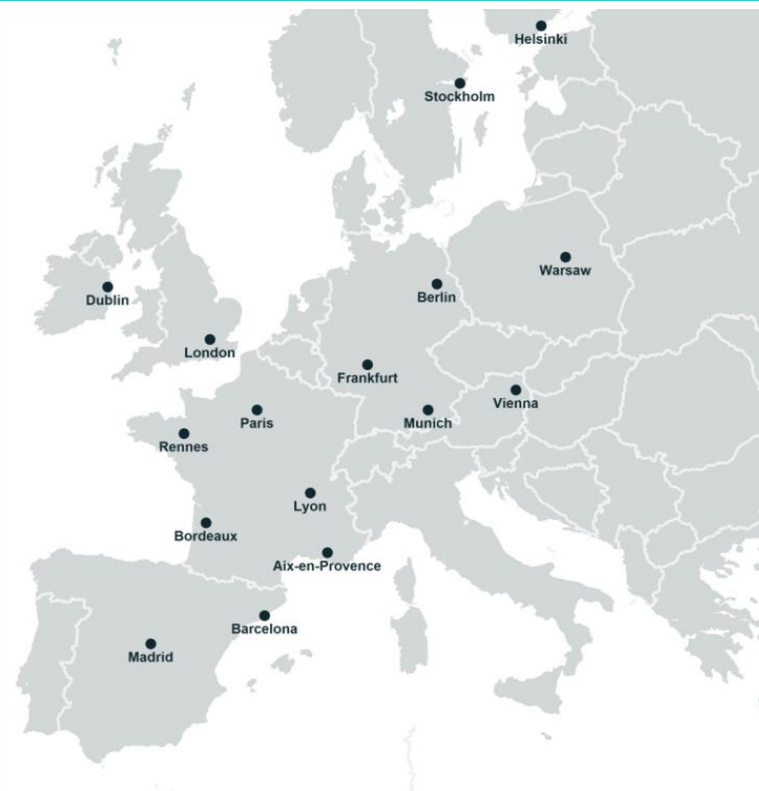 Helsinki
Stockholm
Warsaw
Dublin
Berlin
London
Frankfurt
Vienna
Paris
Munich
Rennes
Lyon
Bordeaux
Aix-en-Provence
Barcelona
Madrid